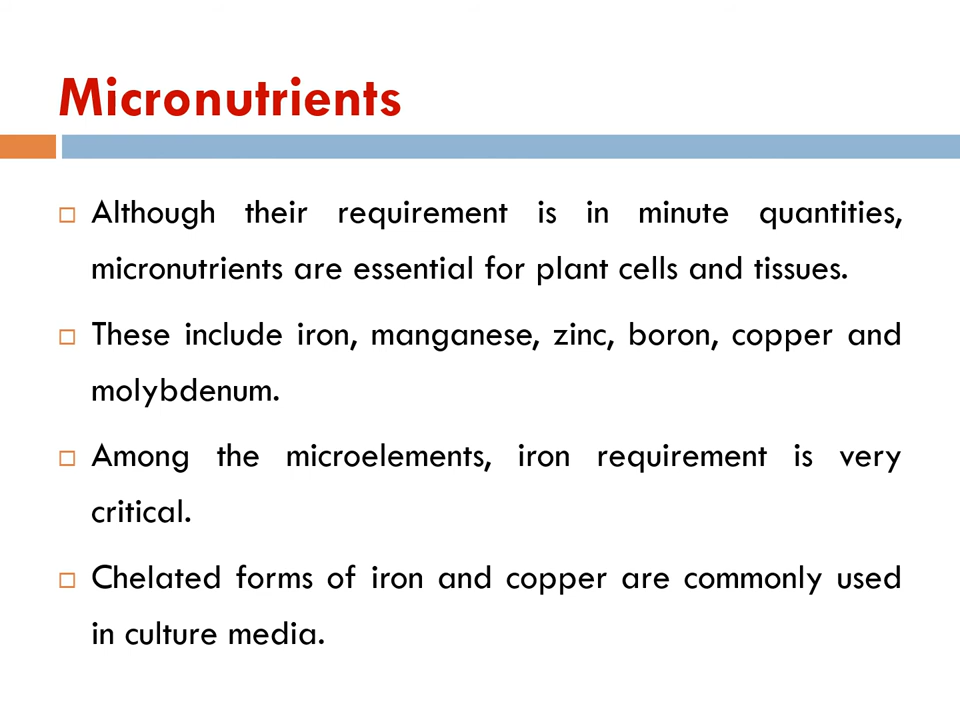 Micronutrients
Although their requirement is in minute quantities,
micronutrients are essential for plant cells and tissues.
These include iron, manganese, zinc, boron, copper and
molybdenum.
Among the microelements, iron requirement is very
critical.
Chelated forms of iron and copper are commonly used
in culture media.